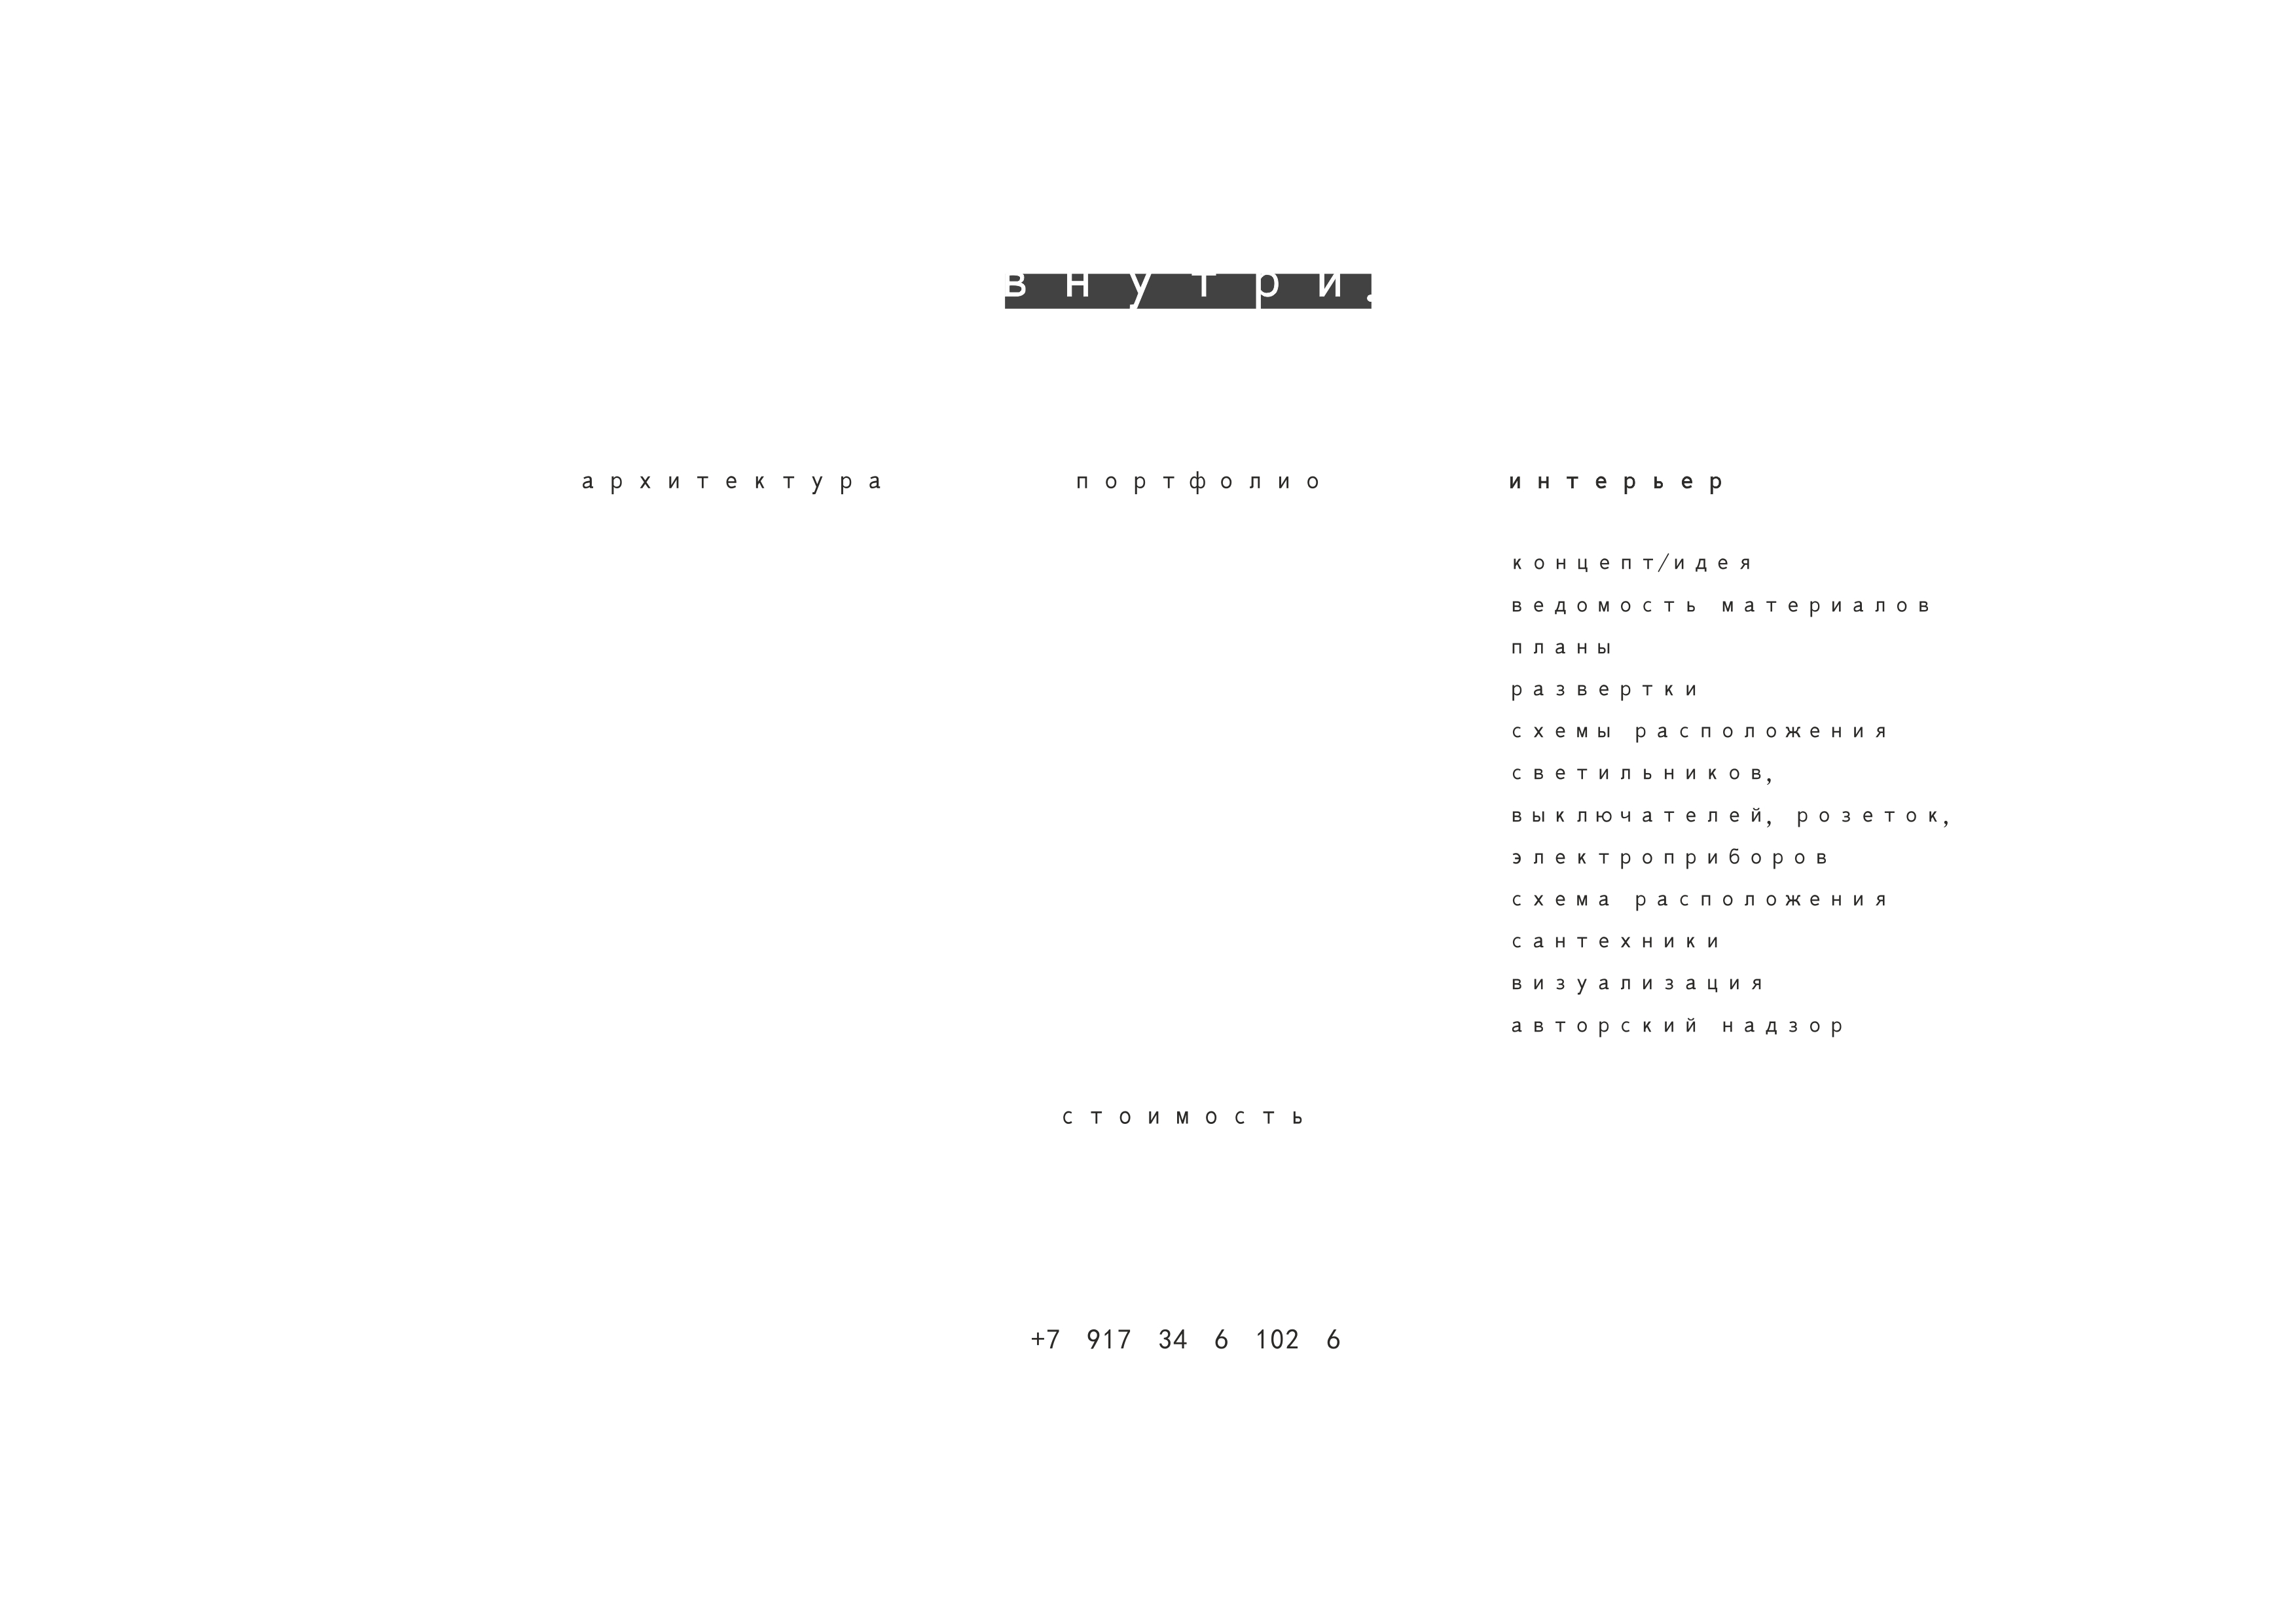 внутри.
архитектура портфолио интерьер
концепт/идея
ведомость материалов
планы
развертки
схемы расположения
светильников,
выключателей, розеток,
электроприборов
схема расположения
сантехники
визуализация
авторский надзор
стоимость
+7 917 34 6 102 6